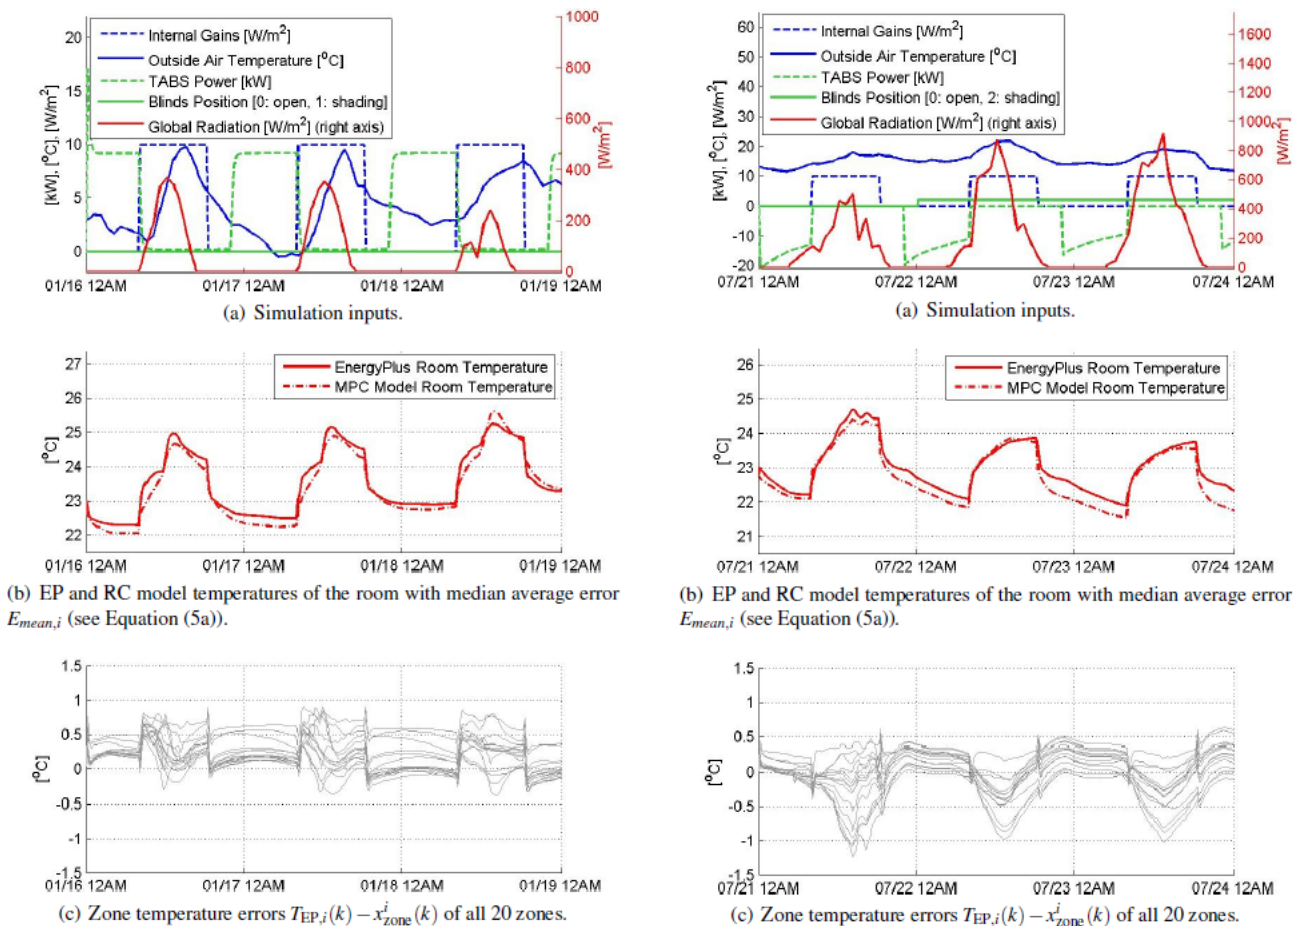 20
15
10
5
0
[kW], [°C], [W/m²]
Internal Gains [W/m²]
Outside Air Temperature [°C]
TABS Power [kW]
Blinds Position [0: open, 1: shading]
Global Radiation [W/m²] (right axis)
1000
800
600
400
200
0
[W/m²]
01/16 12AM
01/17 12AM
01/18 12AM
01/19 12AM
(a) Simulation inputs.
27
26
25
24
23
22
[°C]
EnergyPlus Room Temperature
MPC Model Room Temperature
01/16 12AM
01/17 12AM
01/18 12AM
01/19 12AM
(b) EP and RC model temperatures of the room with median average error
E_mean,i (see Equation (5a)).
1.5
1
0.5
0
-0.5
-1
-1.5
[°C]
01/16 12AM
01/17 12AM
01/18 12AM
01/19 12AM
(c) Zone temperature errors T_EP,i(k) − x^i_zone(k) of all 20 zones.
60
50
40
30
20
10
0
-10
-20
[kW], [°C], [W/m²]
Internal Gains [W/m²]
Outside Air Temperature [°C]
TABS Power [kW]
Blinds Position [0: open, 2: shading]
Global Radiation [W/m²] (right axis)
1600
1400
1200
1000
800
600
400
200
0
[W/m²]
07/21 12AM
07/22 12AM
07/23 12AM
07/24 12AM
(a) Simulation inputs.
26
25
24
23
22
21
[°C]
EnergyPlus Room Temperature
MPC Model Room Temperature
07/21 12AM
07/22 12AM
07/23 12AM
07/24 12AM
(b) EP and RC model temperatures of the room with median average error
E_mean,i (see Equation (5a)).
1.5
1
0.5
0
-0.5
-1
-1.5
[°C]
07/21 12AM
07/22 12AM
07/23 12AM
07/24 12AM
(c) Zone temperature errors T_EP,i(k) − x^i_zone(k) of all 20 zones.